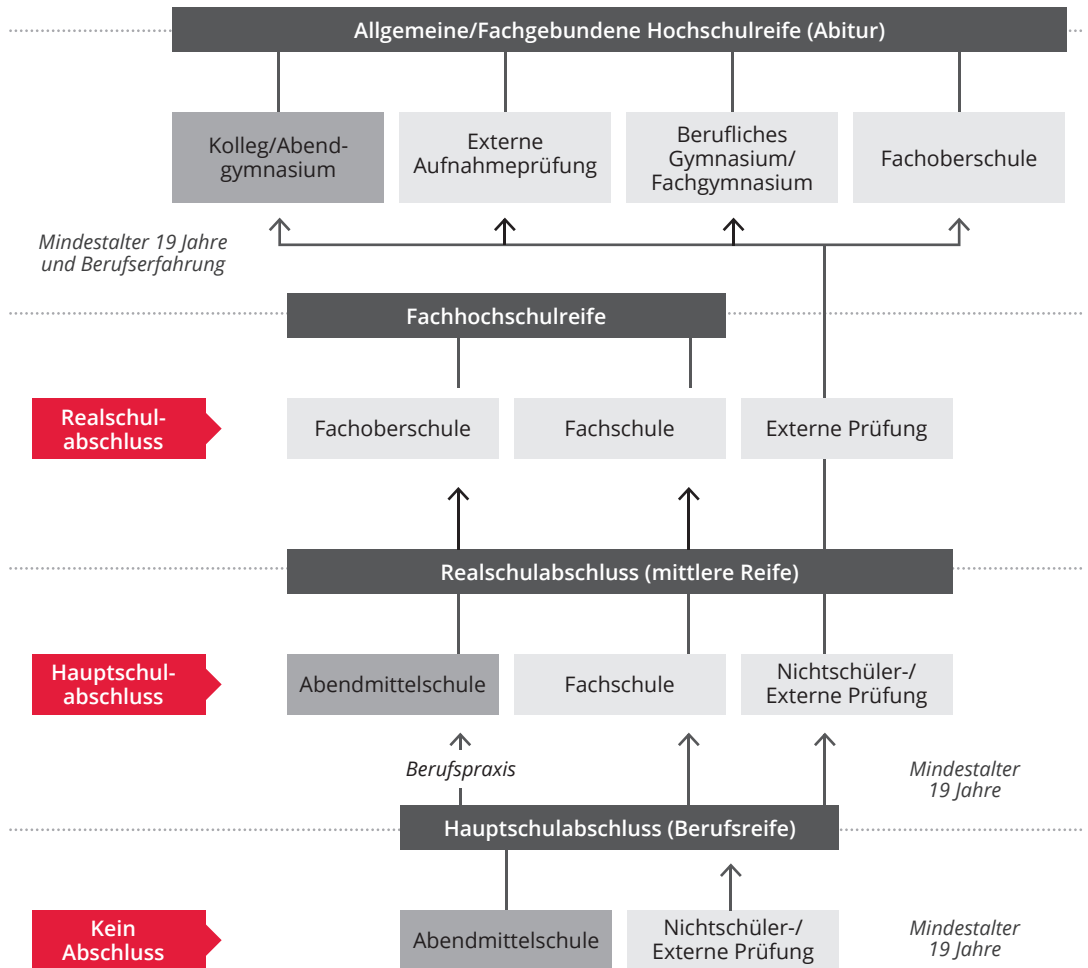 Allgemeine/Fachgebundene Hochschulreife (Abitur)
Kolleg/Abend-
gymnasium
Externe
Aufnahmeprüfung
Berufliches
Gymnasium/
Fachgymnasium
Fachoberschule
Mindestalter 19 Jahre
und Berufserfahrung
Fachhochschulreife
Realschul-
abschluss
Fachoberschule
Fachschule
Externe Prüfung
Realschulabschluss (mittlere Reife)
Hauptschul-
abschluss
Abendmittelschule
Fachschule
Nichtschüler-/
Externe Prüfung
Berufspraxis
Mindestalter
19 Jahre
Hauptschulabschluss (Berufsreife)
Kein
Abschluss
Abendmittelschule
Nichtschüler-/
Externe Prüfung
Mindestalter
19 Jahre